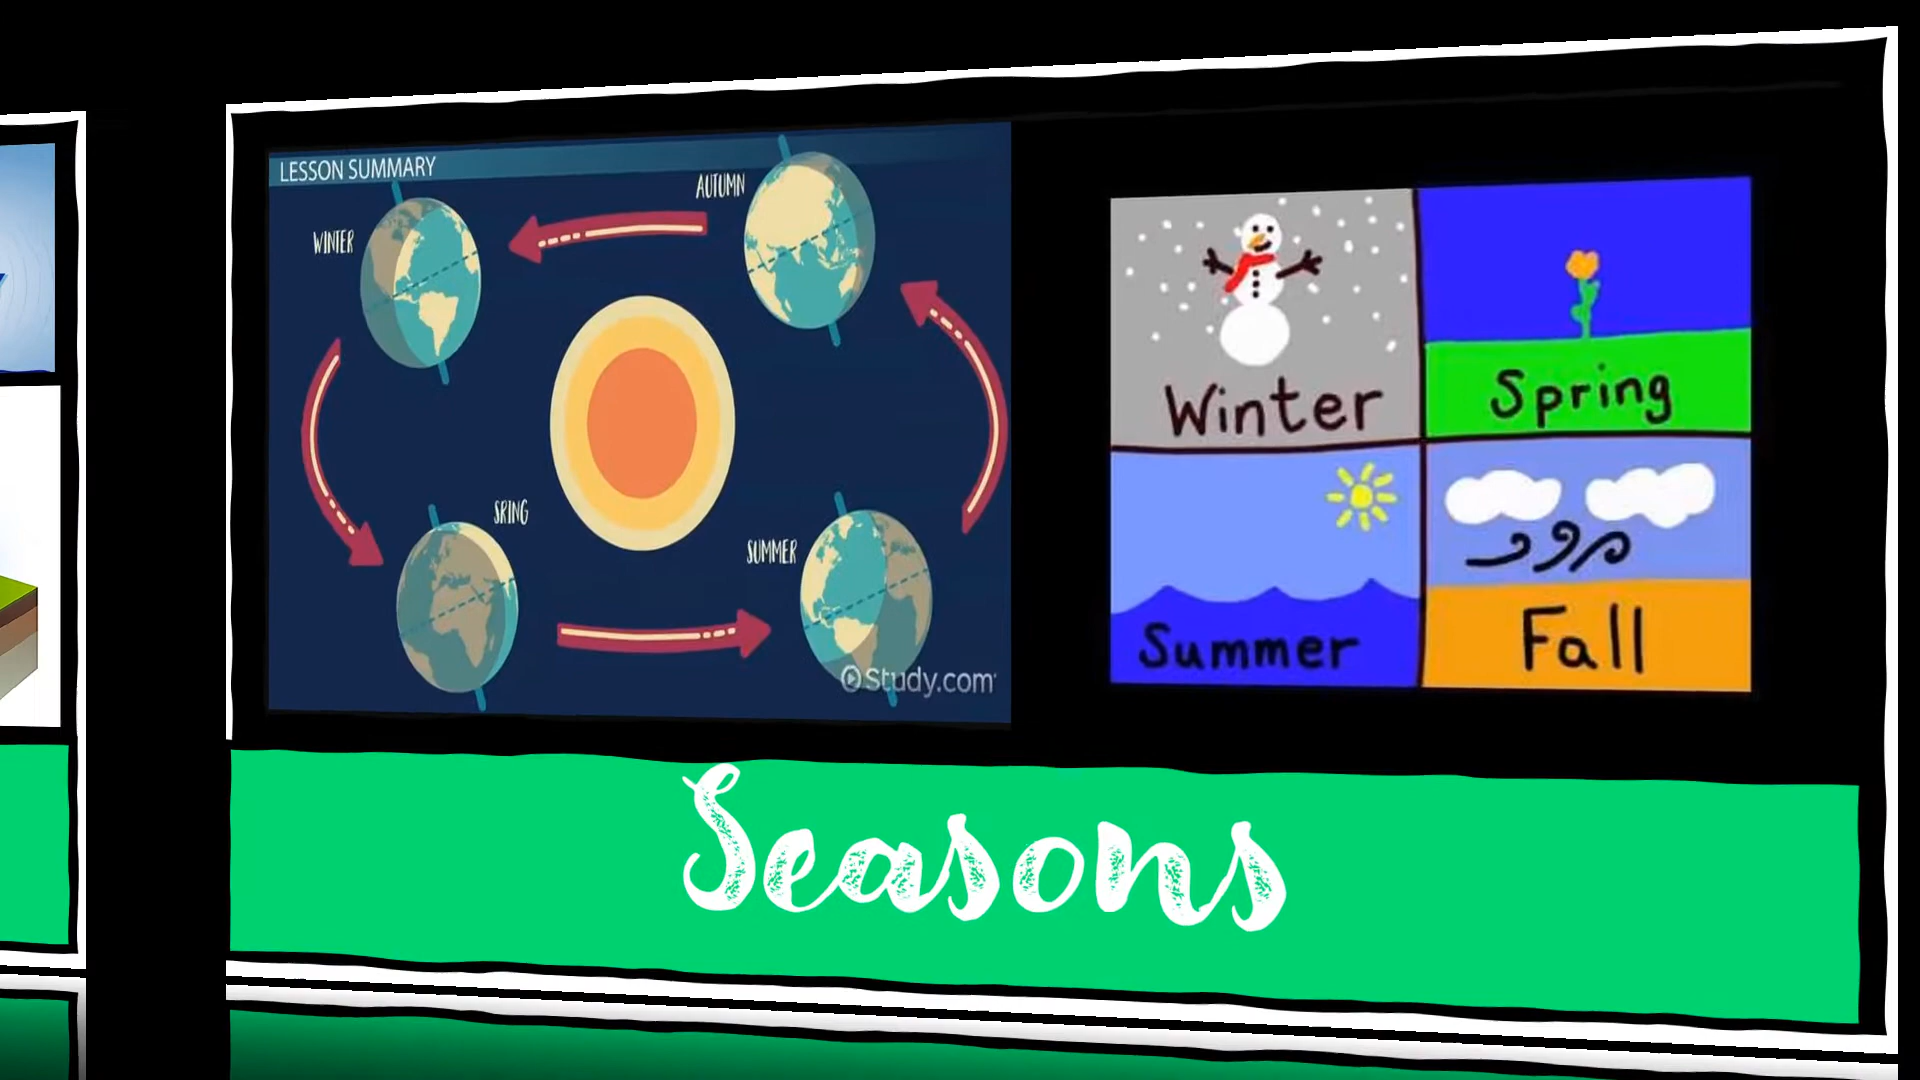 LESSON SUMMARY
WINTER
AUTUMN
SRING
SUMMER
Study.com
Winter
Spring
Summer
Fall
Seasons